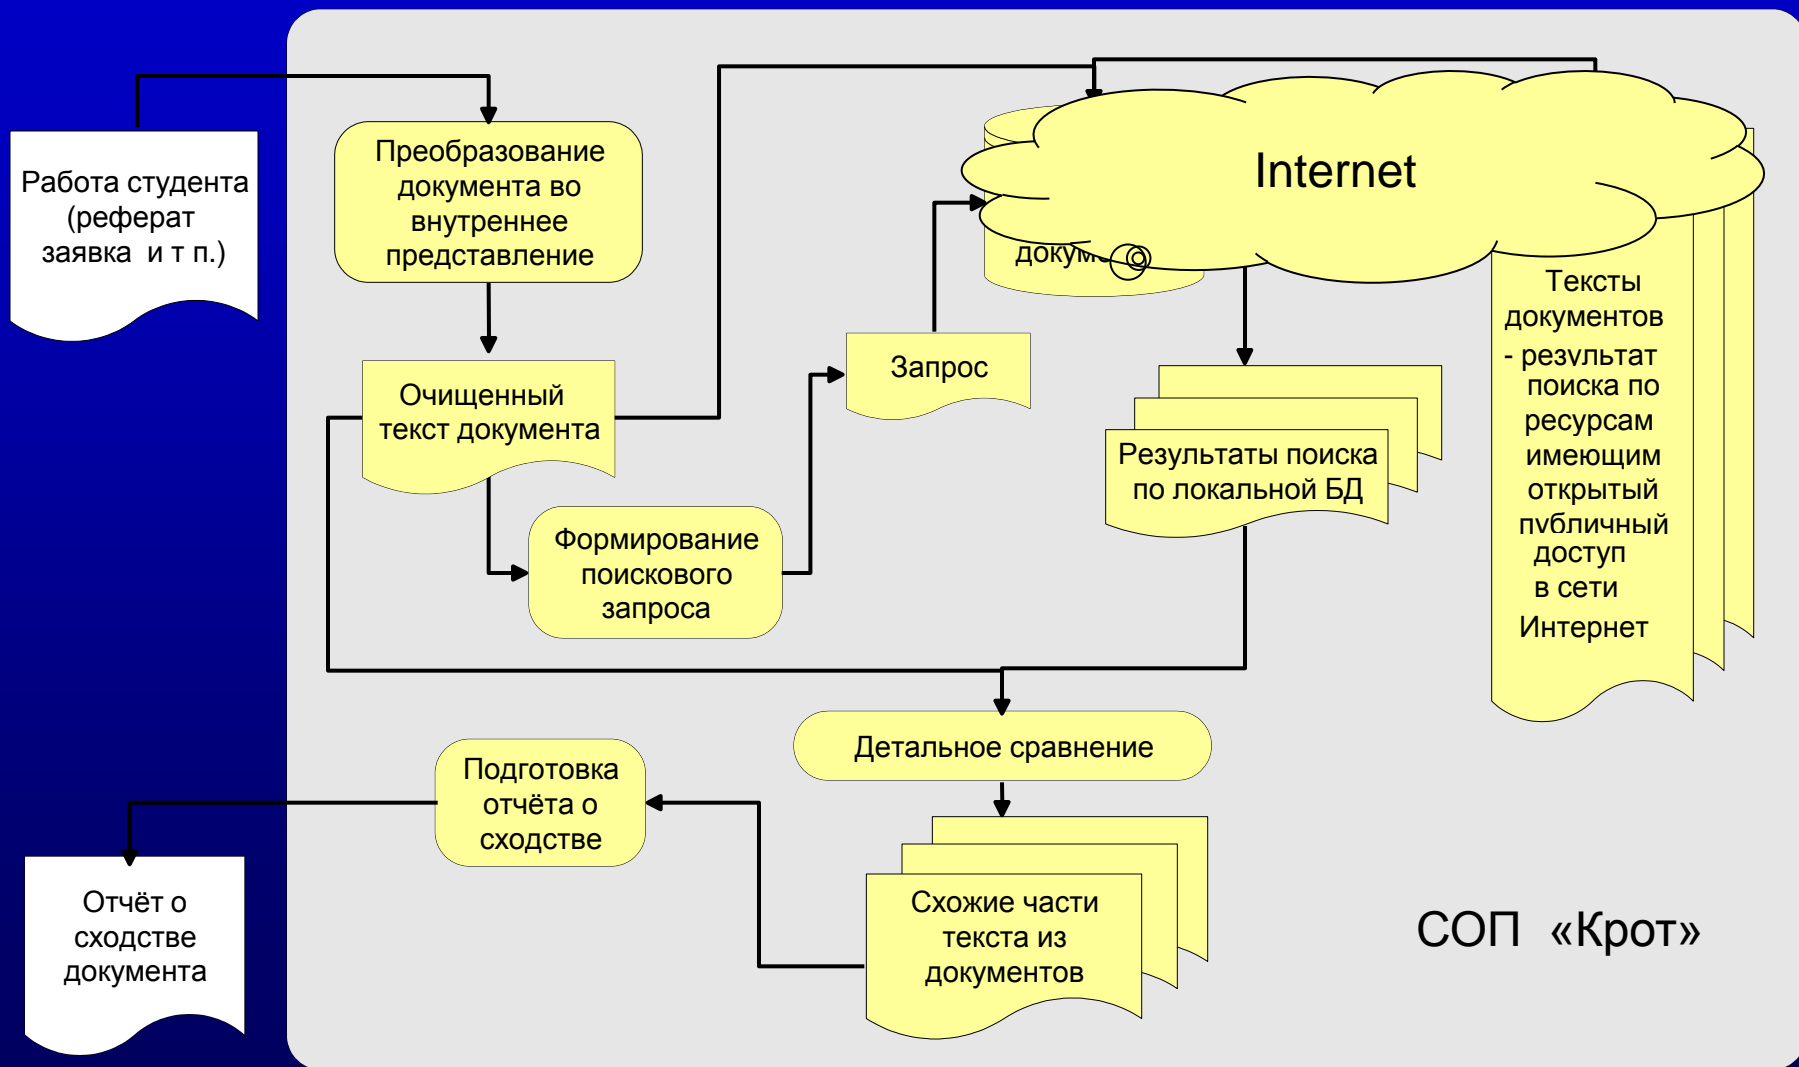 Работа студента
(реферат
заявка и т п.)
Преобразование
документа во
внутреннее
представление
Internet
Очищенный
текст документа
Запрос
Результаты поиска
по локальной БД
Тексты
документов
- результат
поиска по
ресурсам
имеющим
открытый
публичный
доступ
в сети
Интернет
Формирование
поискового
запроса
Детальное сравнение
Подготовка
отчёта о
сходстве
Схожие части
текста из
документов
Отчёт о
сходстве
документа
СОП «Крот»